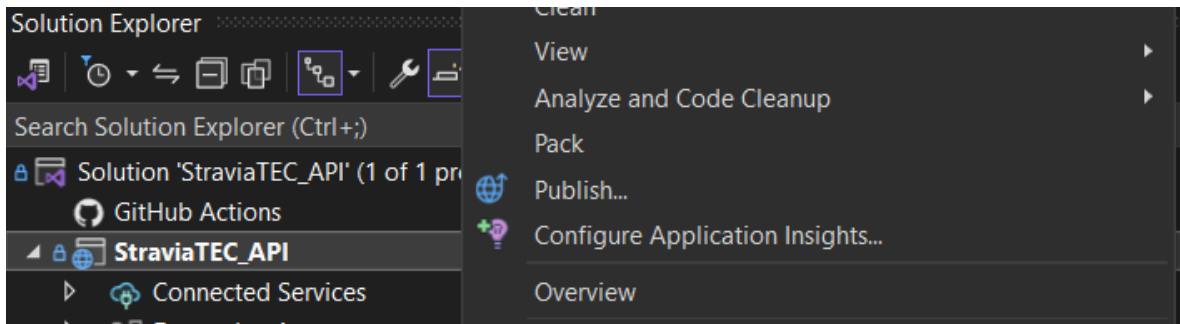 Solution Explorer
Search Solution Explorer (Ctrl+;)
Solution 'StraviaTEC_API' (1 of 1 pr
GitHub Actions
StraviaTEC_API
Connected Services
Clean
View
Analyze and Code Cleanup
Pack
Publish...
Configure Application Insights...
Overview